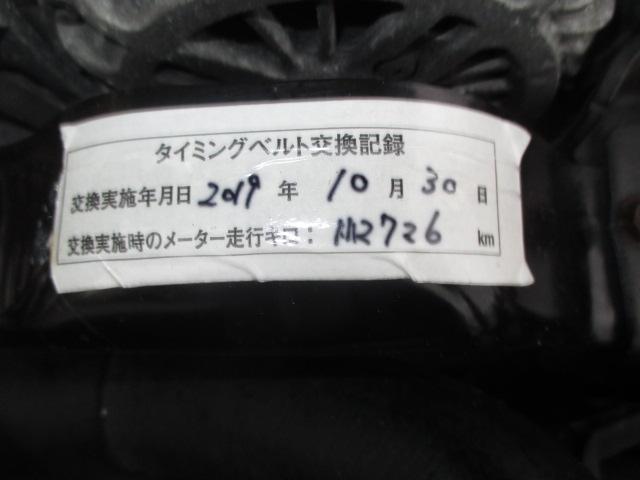 タイミングベルト交換記録
交換実施年月日 2019 年 10 月 30 日
交換実施時のメーター走行キロ： 112726 km